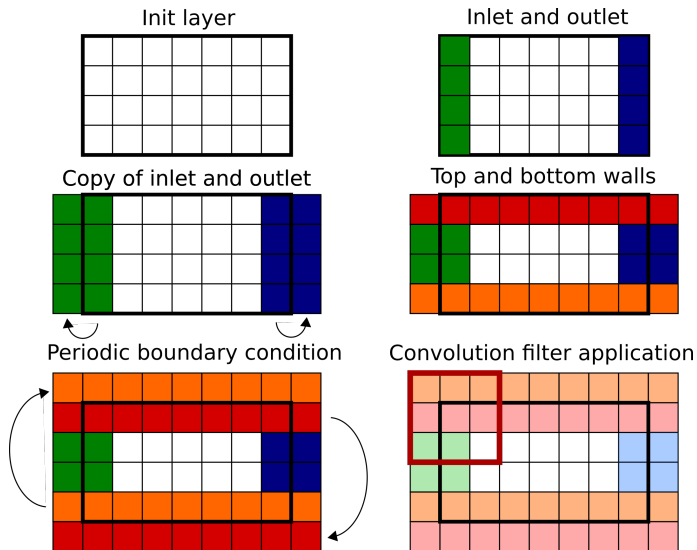 Init layer
Inlet and outlet
Copy of inlet and outlet
Top and bottom walls
Periodic boundary condition
Convolution filter application